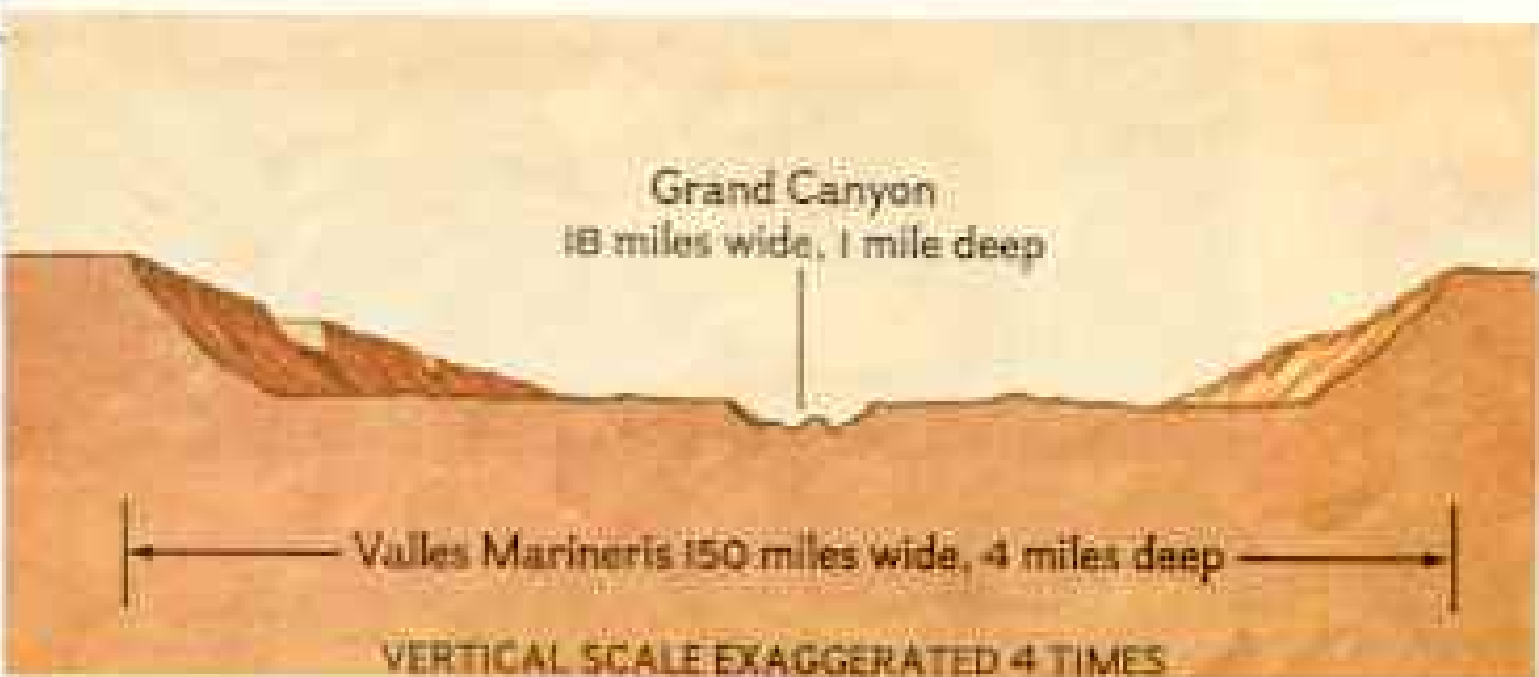 Grand Canyon
18 miles wide, 1 mile deep
Valles Marineris 150 miles wide, 4 miles deep
VERTICAL SCALE EXAGGERATED 4 TIMES